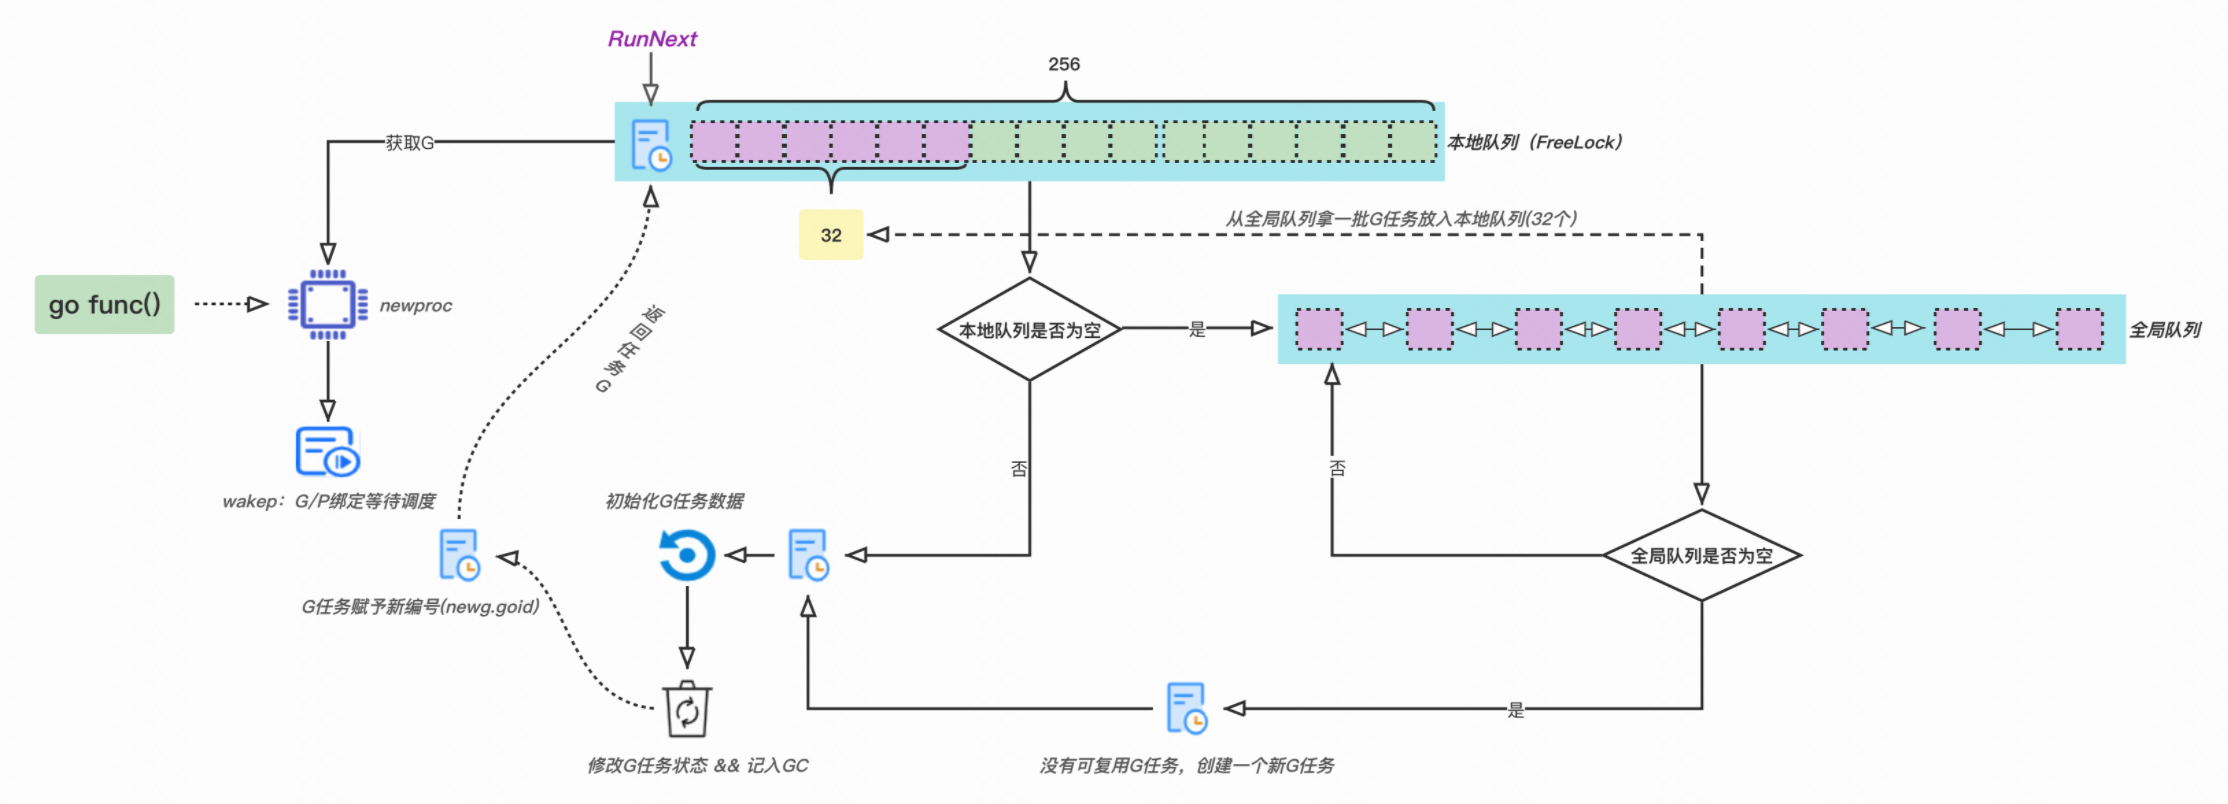 RunNext
256
获取G
本地队列（FreeLock）
从全局队列拿一批G任务放入本地队列(32个)
32
go func()
newproc
返回任务G
本地队列是否为空
是
全局队列
否
否
wakep：G/P绑定等待调度
初始化G任务数据
全局队列是否为空
G任务赋予新编号(newg.goid)
是
修改G任务状态 && 记入GC
没有可复用G任务，创建一个新G任务